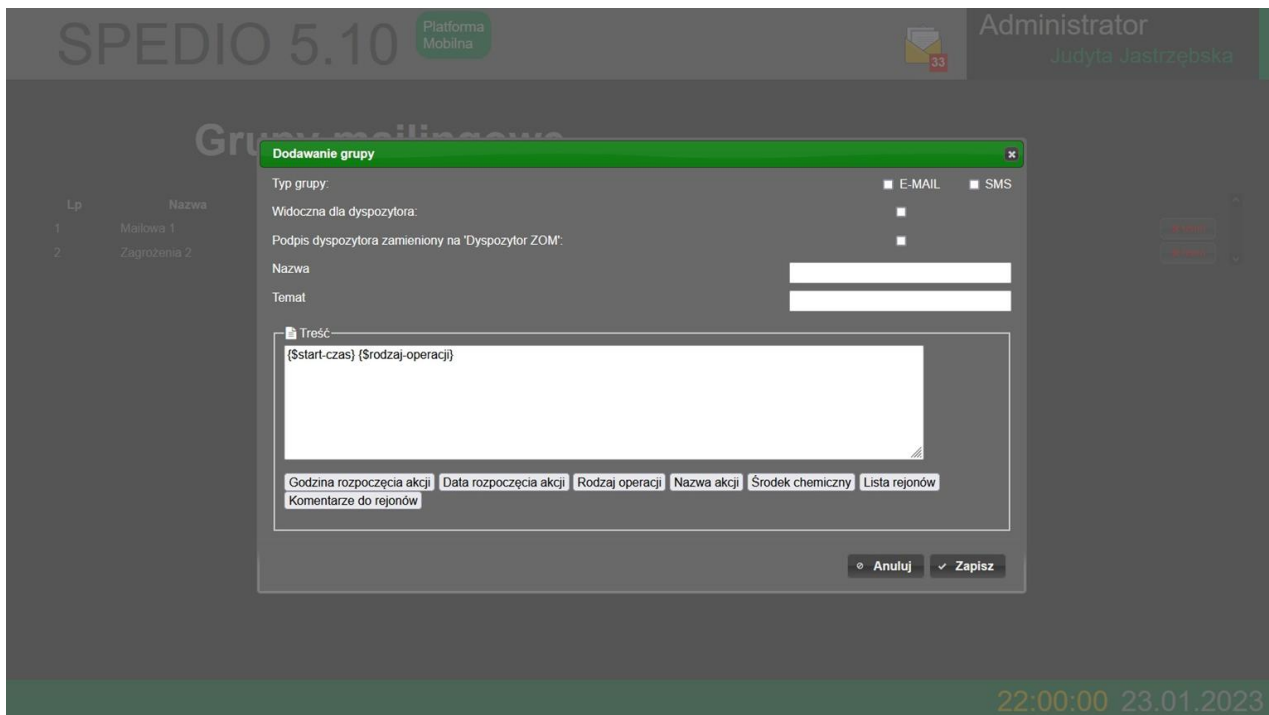 SPEDIO 5.10
Platforma
Mobilna
33
Administrator
Judyta Jastrzębska
Grupy mailingowe
Dodawanie grupy
Typ grupy: E-MAIL SMS
Lp Nazwa
Widoczna dla dyspozytora:
1 Mailowa 1
Podpis dyspozytora zamieniony na 'Dyspozytor ZOM':
2 Zagrożenia 2
Nazwa
Temat
Treść
{$start-czas} {$rodzaj-operacji}
Godzina rozpoczęcia akcji Data rozpoczęcia akcji Rodzaj operacji Nazwa akcji Środek chemiczny Lista rejonów
Komentarze do rejonów
Anuluj Zapisz
22:00:00 23.01.2023